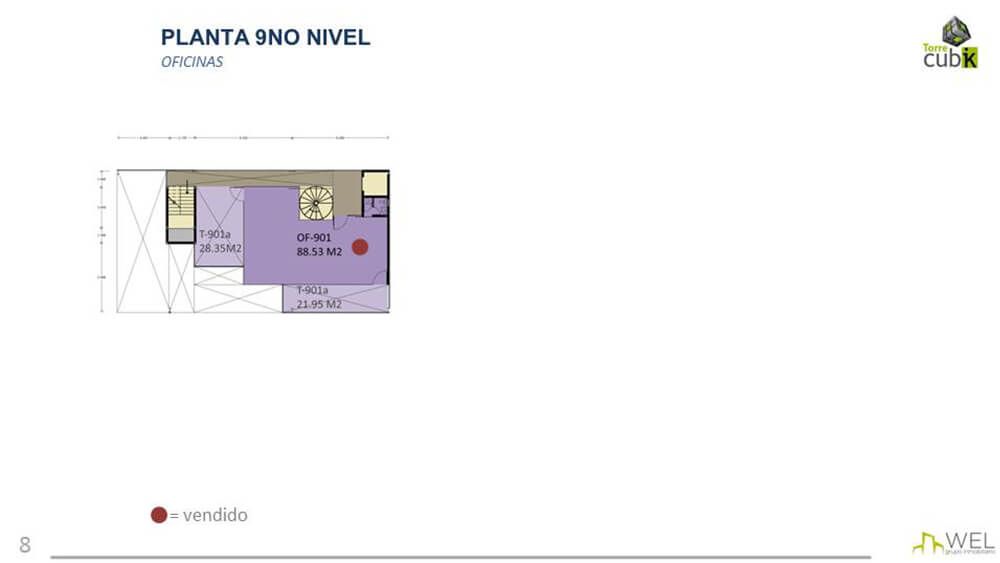 PLANTA 9NO NIVEL
OFICINAS
Torre
cubik
T-901a
28.35M2
OF-901
88.53 M2
T-901a
21.95 M2
= vendido
8
WEL
grupo inmobiliario